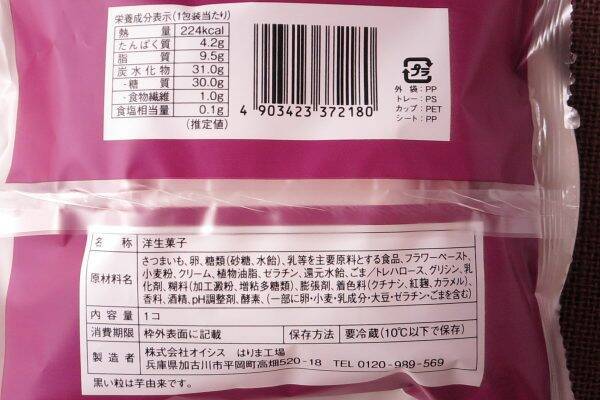 栄養成分表示(1包装当たり)
熱量 224kcal
たんぱく質 4.2g
脂質 9.5g
炭水化物 31.0g
-糖質 30.0g
-食物繊維 1.0g
食塩相当量 0.1g
(推定値)
4 903423 372180
プラ
外袋:PP
トレー:PS
カップ:PET
シート:PP
名称 洋生菓子
原材料名 さつまいも、卵、糖類(砂糖、水飴)、乳等を主要原料とする食品、フラワーペースト、
小麦粉、クリーム、植物油脂、ゼラチン、還元水飴、ごま/トレハロース、グリシン、乳
化剤、糊料(加工澱粉、増粘多糖類)、膨張剤、着色料(クチナシ、紅麹、カラメル)、
香料、酒精、pH調整剤、酵素、(一部に卵・小麦・乳成分・大豆・ゼラチン・ごまを含む)
内容量 1コ
消費期限 枠外表面に記載 保存方法 要冷蔵(10℃以下で保存)
製造者 株式会社オイシス はりま工場
兵庫県加古川市平岡町高畑520-18 TEL 0120-989-569
黒い粒は芋由来です。